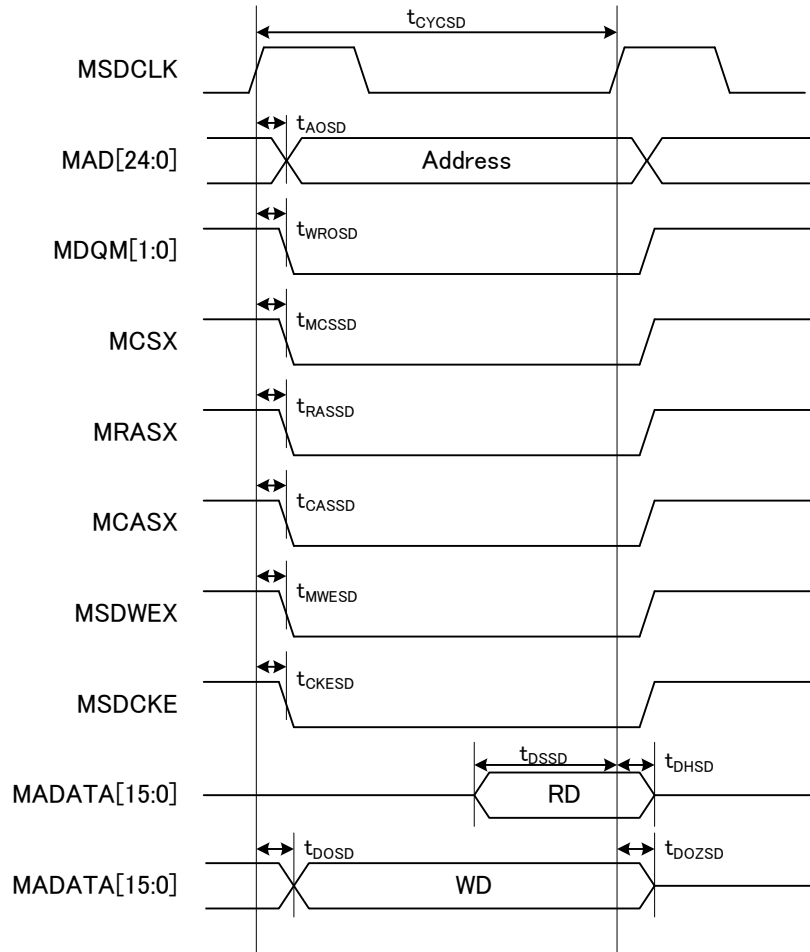 tCYCSD
MSDCLK
tAOSD
MAD[24:0]
Address
tWROSD
MDQM[1:0]
tMCSSD
MCSX
tRASSD
MRASX
tCASSD
MCASX
tMWESD
MSDWEX
tCKESD
MSDCKE
tDSSD
tDHSD
MADATA[15:0]
RD
tDOSD
tDOZSD
MADATA[15:0]
WD